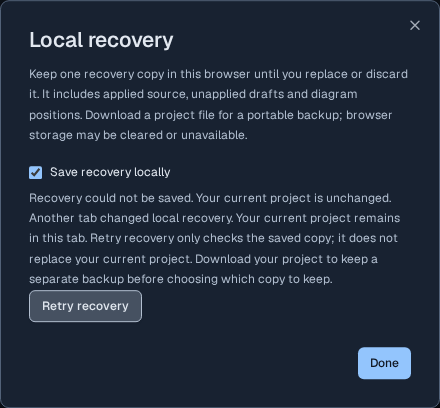 Local recovery
Keep one recovery copy in this browser until you replace or discard
it. It includes applied source, unapplied drafts and diagram
positions. Download a project file for a portable backup; browser
storage may be cleared or unavailable.
Save recovery locally
Recovery could not be saved. Your current project is unchanged.
Another tab changed local recovery. Your current project remains
in this tab. Retry recovery only checks the saved copy; it does not
replace your current project. Download your project to keep a
separate backup before choosing which copy to keep.
Retry recovery
Done